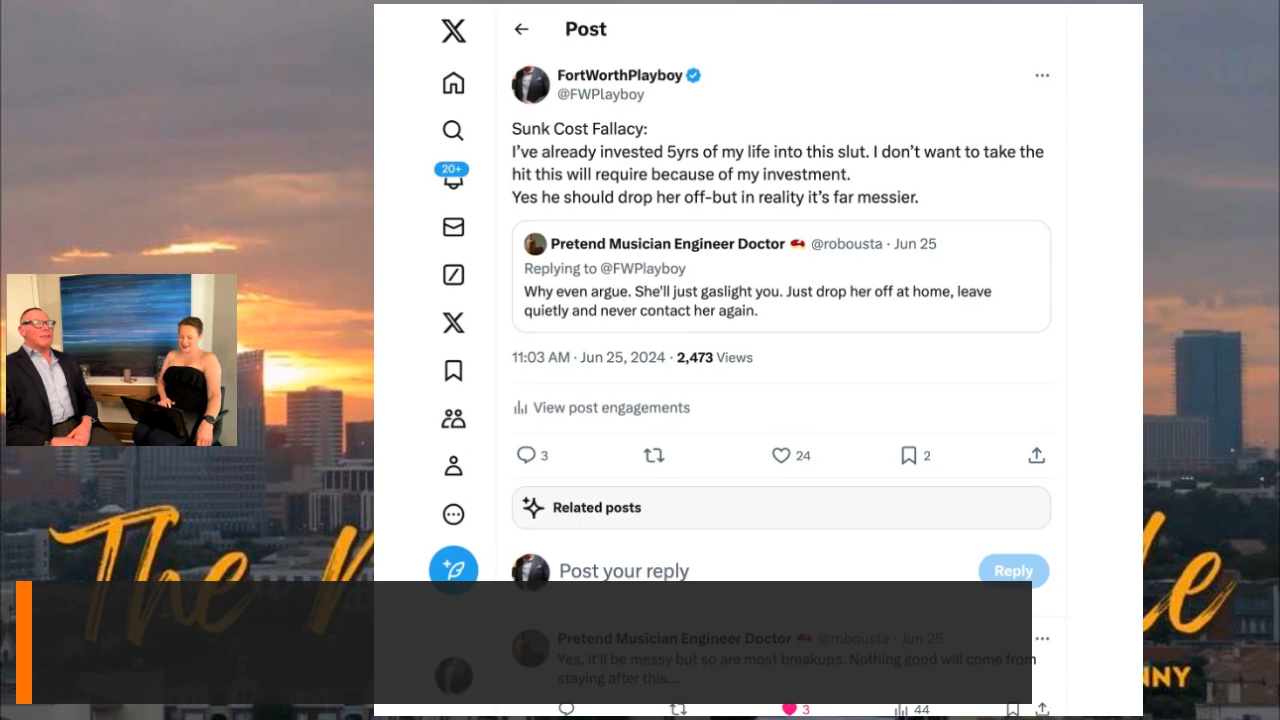 Post
FortWorthPlayboy
@FWPlayboy
Sunk Cost Fallacy:
I've already invested 5yrs of my life into this slut. I don't want to take the
hit this will require because of my investment.
Yes he should drop her off-but in reality it's far messier.
20+
Pretend Musician Engineer Doctor @robousta · Jun 25
Replying to @FWPlayboy
Why even argue. She'll just gaslight you. Just drop her off at home, leave
quietly and never contact her again.
11:03 AM · Jun 25, 2024 · 2,473 Views
View post engagements
3 24 2
Related posts
Post your reply
Reply
The
Pretend Musician Engineer Doctor @robousta · Jun 25
Yes, it'll be messy but so are most breakups. Nothing good will come from
staying after this....
3 44